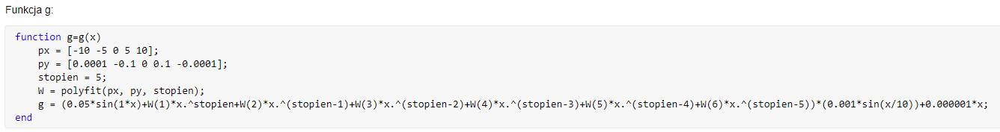 Funkcja g:
function g=g(x)
px = [-10 -5 0 5 10];
py = [0.0001 -0.1 0 0.1 -0.0001];
stopien = 5;
W = polyfit(px, py, stopien);
g = (0.05*sin(1*x)+W(1)*x.^stopien+W(2)*x.^(stopien-1)+W(3)*x.^(stopien-2)+W(4)*x.^(stopien-3)+W(5)*x.^(stopien-4)+W(6)*x.^(stopien-5))*(0.001*sin(x/10))+0.000001*x;
end